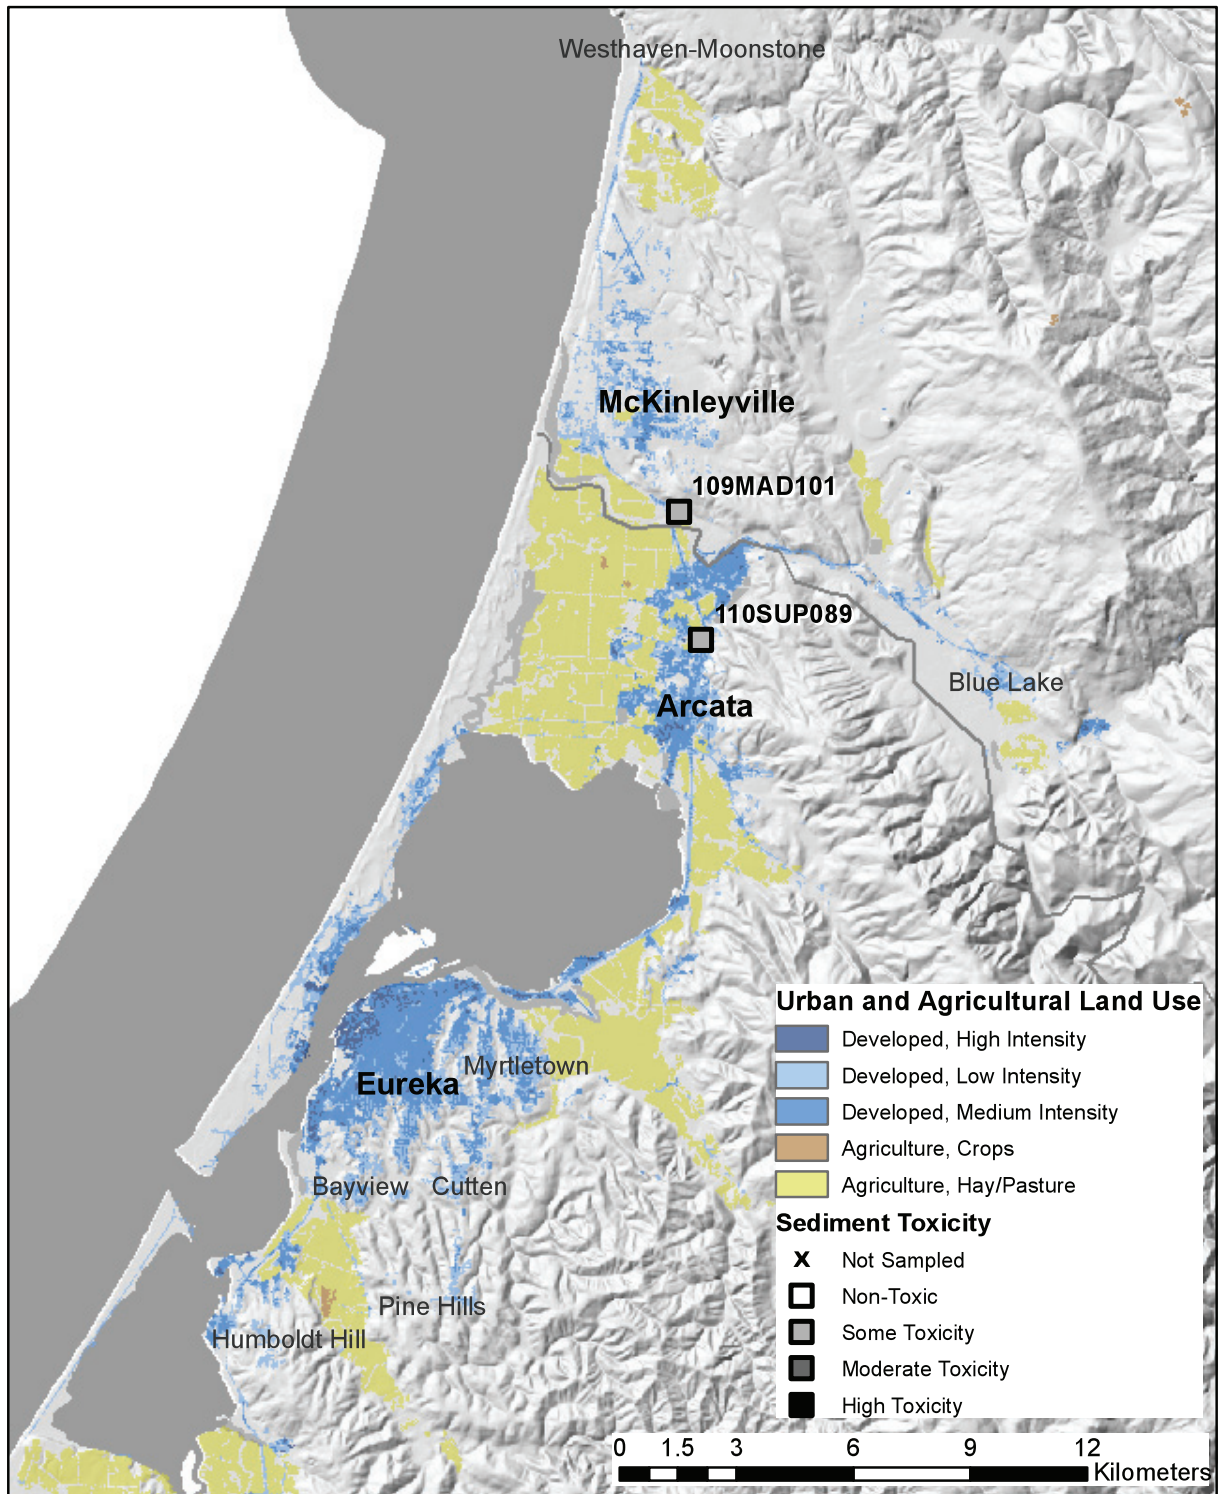 Westhaven-Moonstone
McKinleyville
109MAD101
110SUP089
Blue Lake
Arcata
Myrtletown
Eureka
Bayview
Cutten
Pine Hills
Humboldt Hill
Urban and Agricultural Land Use
Developed, High Intensity
Developed, Low Intensity
Developed, Medium Intensity
Agriculture, Crops
Agriculture, Hay/Pasture
Sediment Toxicity
x Not Sampled
Non-Toxic
Some Toxicity
Moderate Toxicity
High Toxicity
0 1.5 3 6 9 12
Kilometers